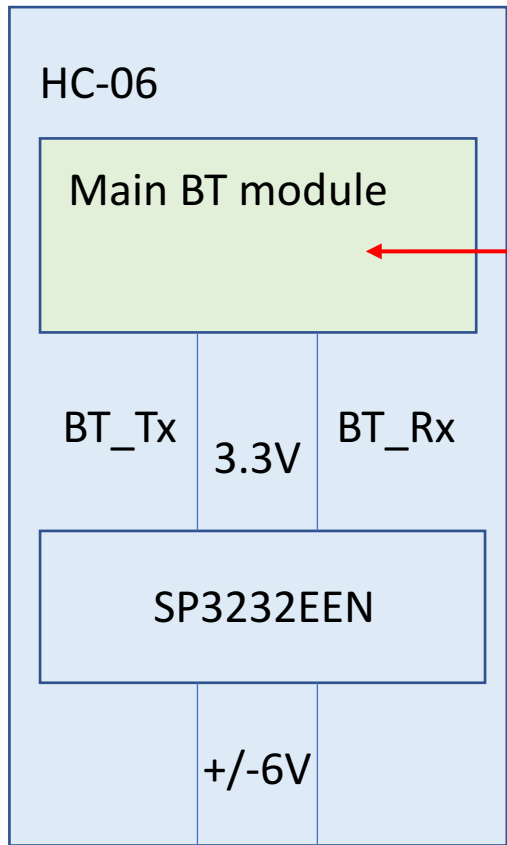 HC-06
Main BT module
BT_Tx
3.3V
BT_Rx
SP3232EEN
+/-6V